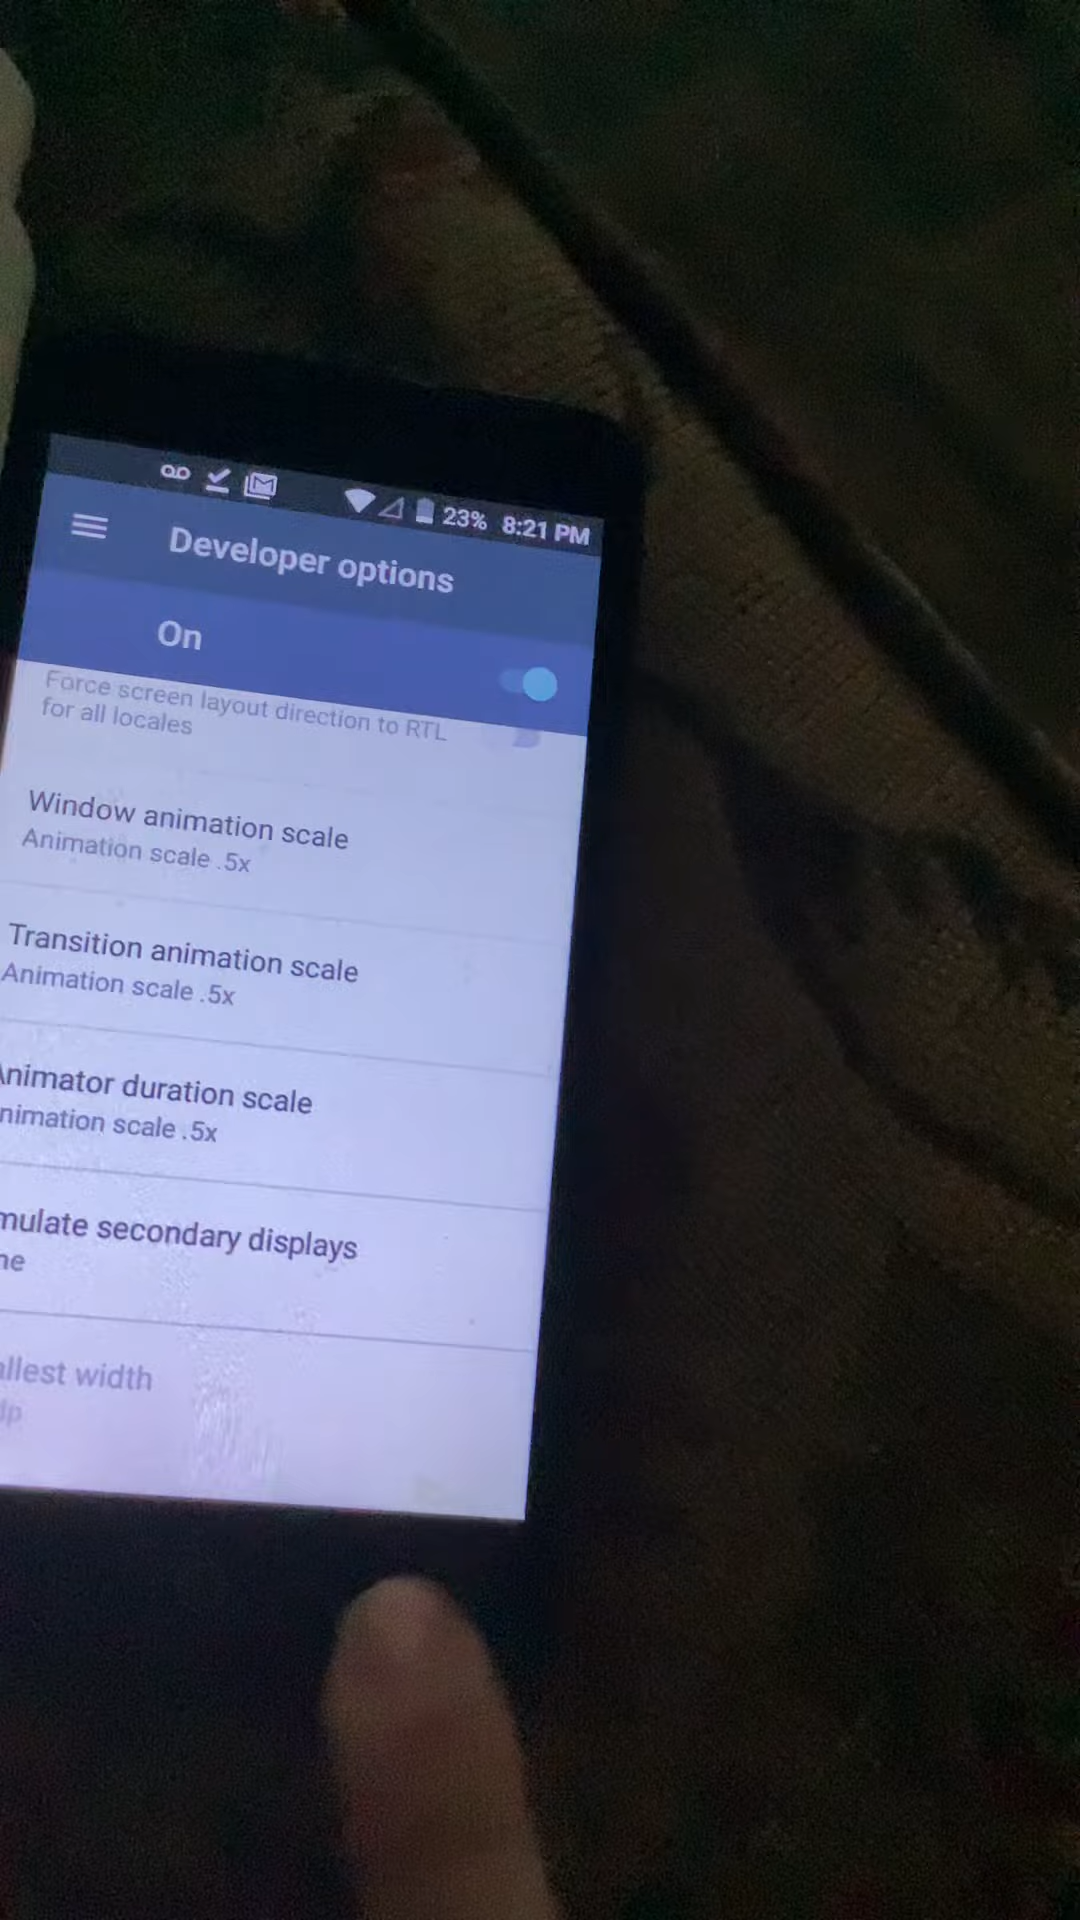 23% 8:21 PM
Developer options
On
Force screen layout direction to RTL
for all locales
Window animation scale
Animation scale .5x
Transition animation scale
Animation scale .5x
Animator duration scale
nimation scale .5x
mulate secondary displays
ne
allest width
dp